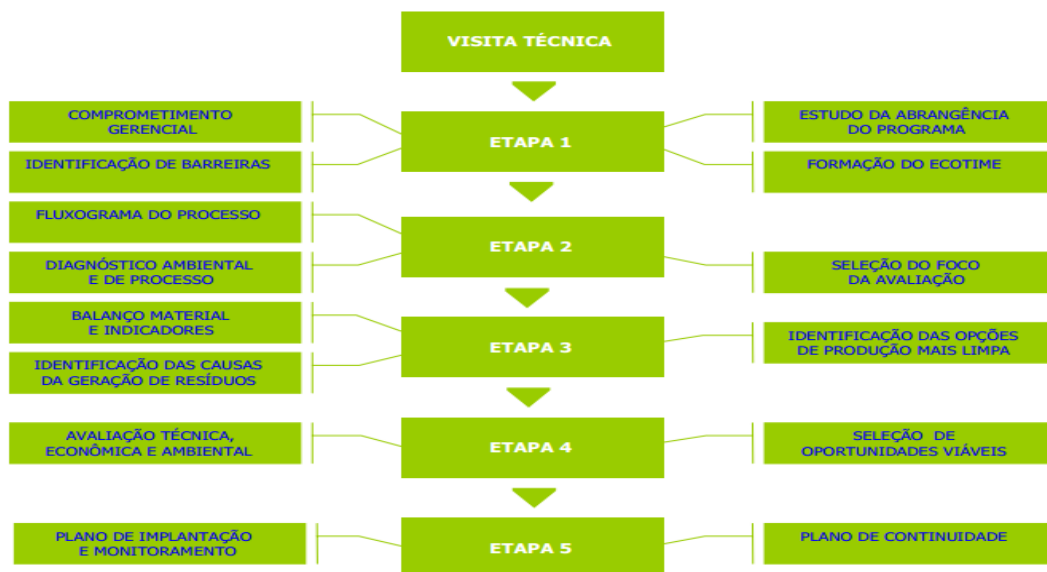 VISITA TÉCNICA
COMPROMETIMENTO
GERENCIAL
IDENTIFICAÇÃO DE BARREIRAS
ETAPA 1
ESTUDO DA ABRANGÊNCIA
DO PROGRAMA
FORMAÇÃO DO ECOTIME
FLUXOGRAMA DO PROCESSO
DIAGNÓSTICO AMBIENTAL
E DE PROCESSO
ETAPA 2
SELEÇÃO DO FOCO
DA AVALIAÇÃO
BALANÇO MATERIAL
E INDICADORES
IDENTIFICAÇÃO DAS CAUSAS
DA GERAÇÃO DE RESÍDUOS
ETAPA 3
IDENTIFICAÇÃO DAS OPÇÕES
DE PRODUÇÃO MAIS LIMPA
AVALIAÇÃO TÉCNICA,
ECONÔMICA E AMBIENTAL
ETAPA 4
SELEÇÃO DE
OPORTUNIDADES VIÁVEIS
PLANO DE IMPLANTAÇÃO
E MONITORAMENTO
ETAPA 5
PLANO DE CONTINUIDADE